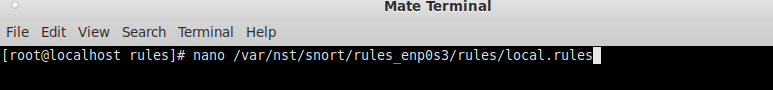 Mate Terminal
File Edit View Search Terminal Help
[root@localhost rules]# nano /var/nst/snort/rules_enp0s3/rules/local.rules